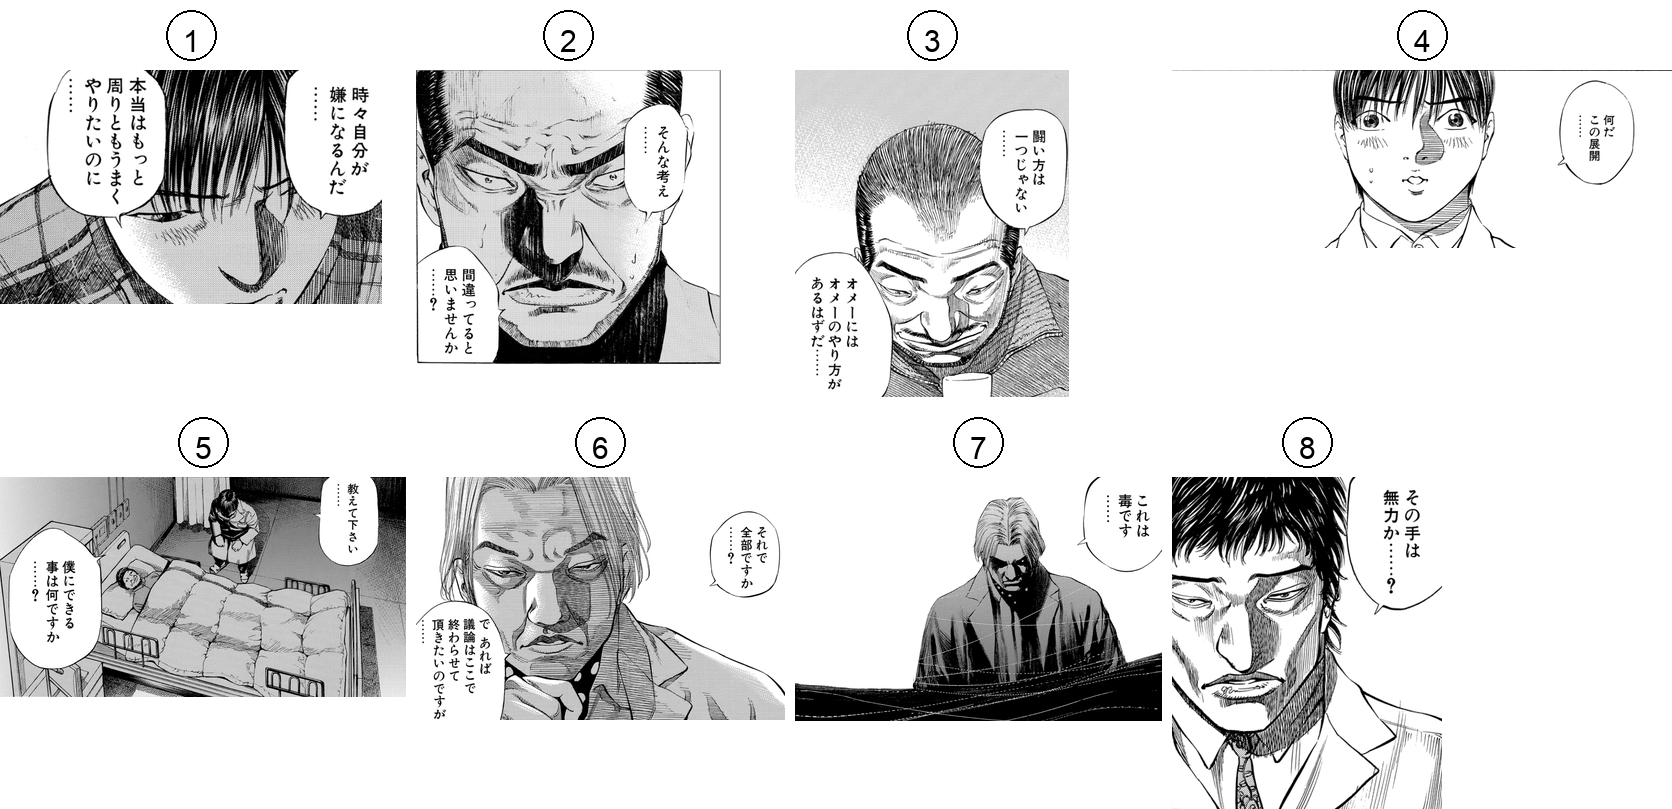 1
時々自分が
嫌になるんだ
……
本当はもっと
周りともうまく
やりたいのに
……
2
そんな考え
……
間違ってると
思いませんか
……？
3
闘い方は
一つじゃない
……
オメーには
オメーのやり方が
あるはずだ……
4
何だ
この展開
……
5
教えて下さい
……
僕にできる
事は何ですか
……？
6
それで
全部ですか
……？
で あれば
議論はここで
終わらせて
頂きたいのですが
……
7
これは
毒です
……
8
その手は
無力か……？